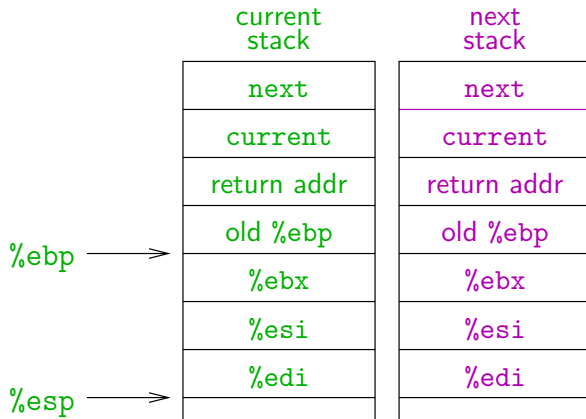 current
stack
next
current
return addr
old %ebp
%ebx
%esi
%edi
next
stack
next
current
return addr
old %ebp
%ebx
%esi
%edi
%ebp
%esp